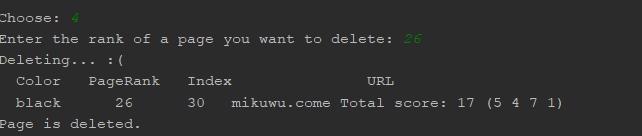 Choose: 4
Enter the rank of a page you want to delete: 26
Deleting... :(
Color PageRank Index URL
black 26 30 mikuwu.come Total score: 17 (5 4 7 1)
Page is deleted.